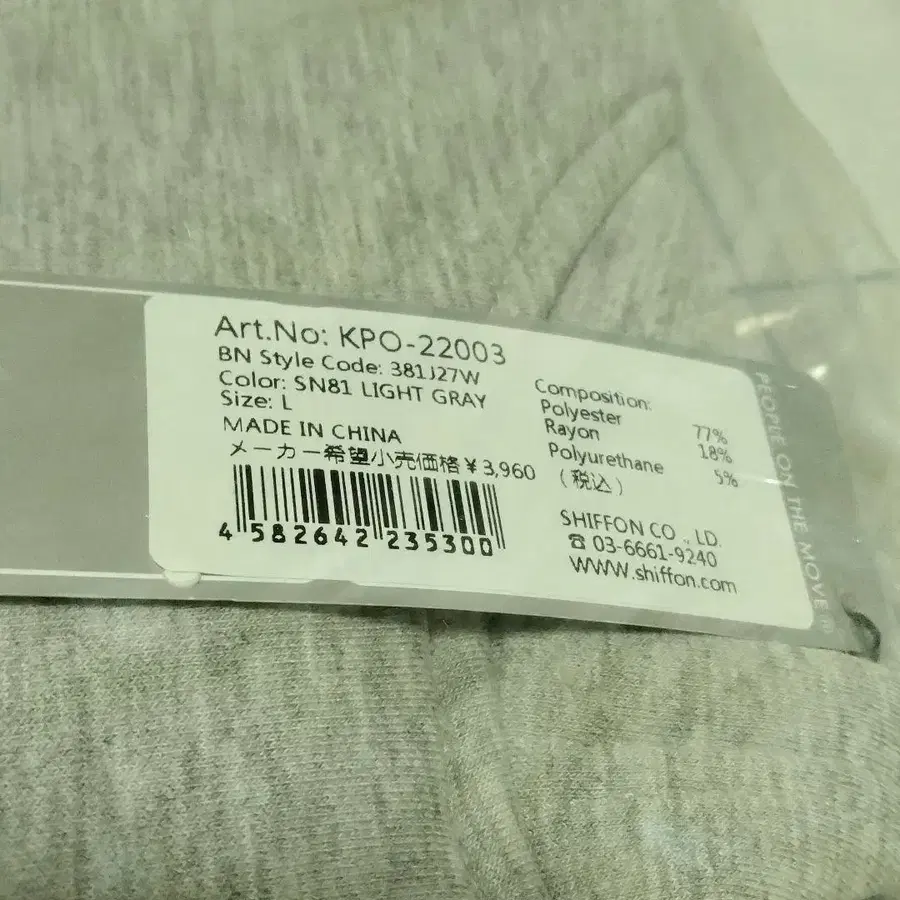 Art.No: KPO-22003
BN Style Code: 381J27W
Color: SN81 LIGHT GRAY
Size: L
MADE IN CHINA
メーカー希望小売価格 ¥3,960
(税込)
4 582642 235300
Composition:
Polyester 77%
Rayon 18%
Polyurethane 5%
SHIFFON CO ., LD.
☎ 03-6661-9240
WWW.shiffon.com
PEOPLE ON THE MOVE®